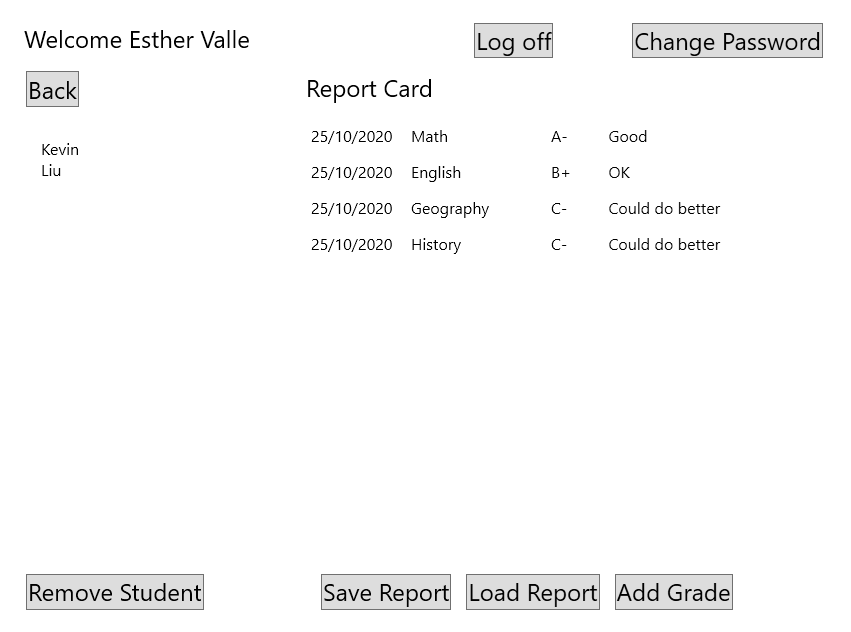 Welcome Esther Valle
Log off
Change Password
Back
Report Card
Kevin
Liu
25/10/2020 Math A- Good
25/10/2020 English B+ OK
25/10/2020 Geography C- Could do better
25/10/2020 History C- Could do better
Remove Student
Save Report
Load Report
Add Grade